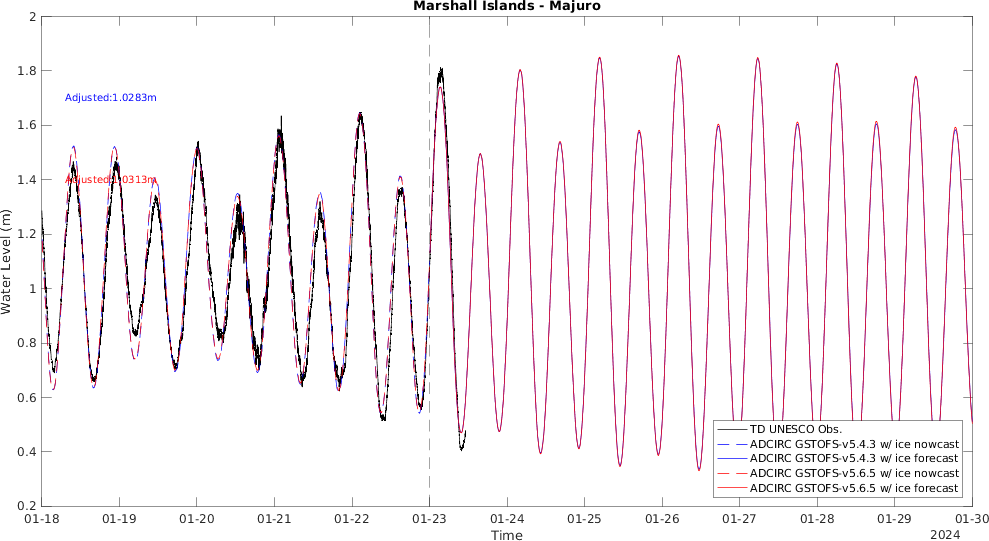 Marshall Islands - Majuro
2
1.8
1.6
1.4
1.2
1
0.8
0.6
0.4
0.2
Water Level (m)
Adjusted:1.0283m
Adjusted:1.0313m
TD UNESCO Obs.
ADCIRC GSTOFS-v5.4.3 w/ ice nowcast
ADCIRC GSTOFS-v5.4.3 w/ ice forecast
ADCIRC GSTOFS-v5.6.5 w/ ice nowcast
ADCIRC GSTOFS-v5.6.5 w/ ice forecast
01-18 01-19 01-20 01-21 01-22 01-23 01-24 01-25 01-26 01-27 01-28 01-29 01-30
Time
2024